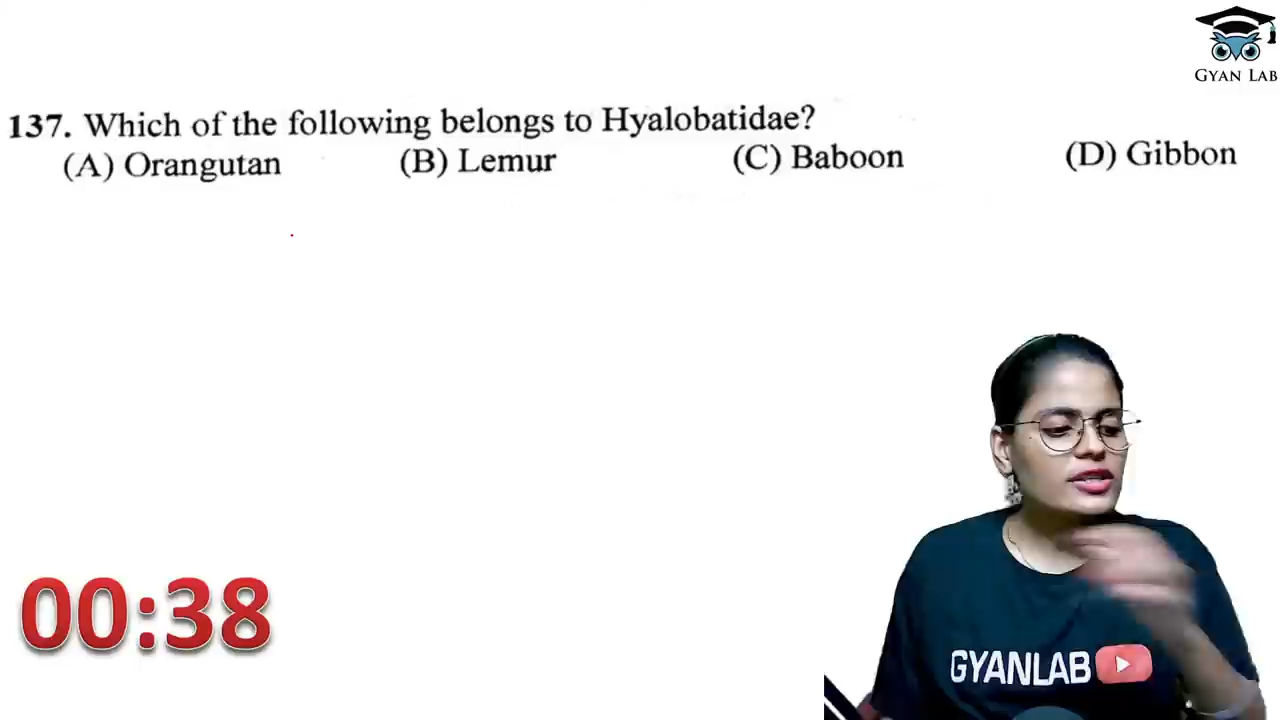 GYAN LAB
137. Which of the following belongs to Hyalobatidae?
(A) Orangutan (B) Lemur (C) Baboon (D) Gibbon
00:38
GYANLAB